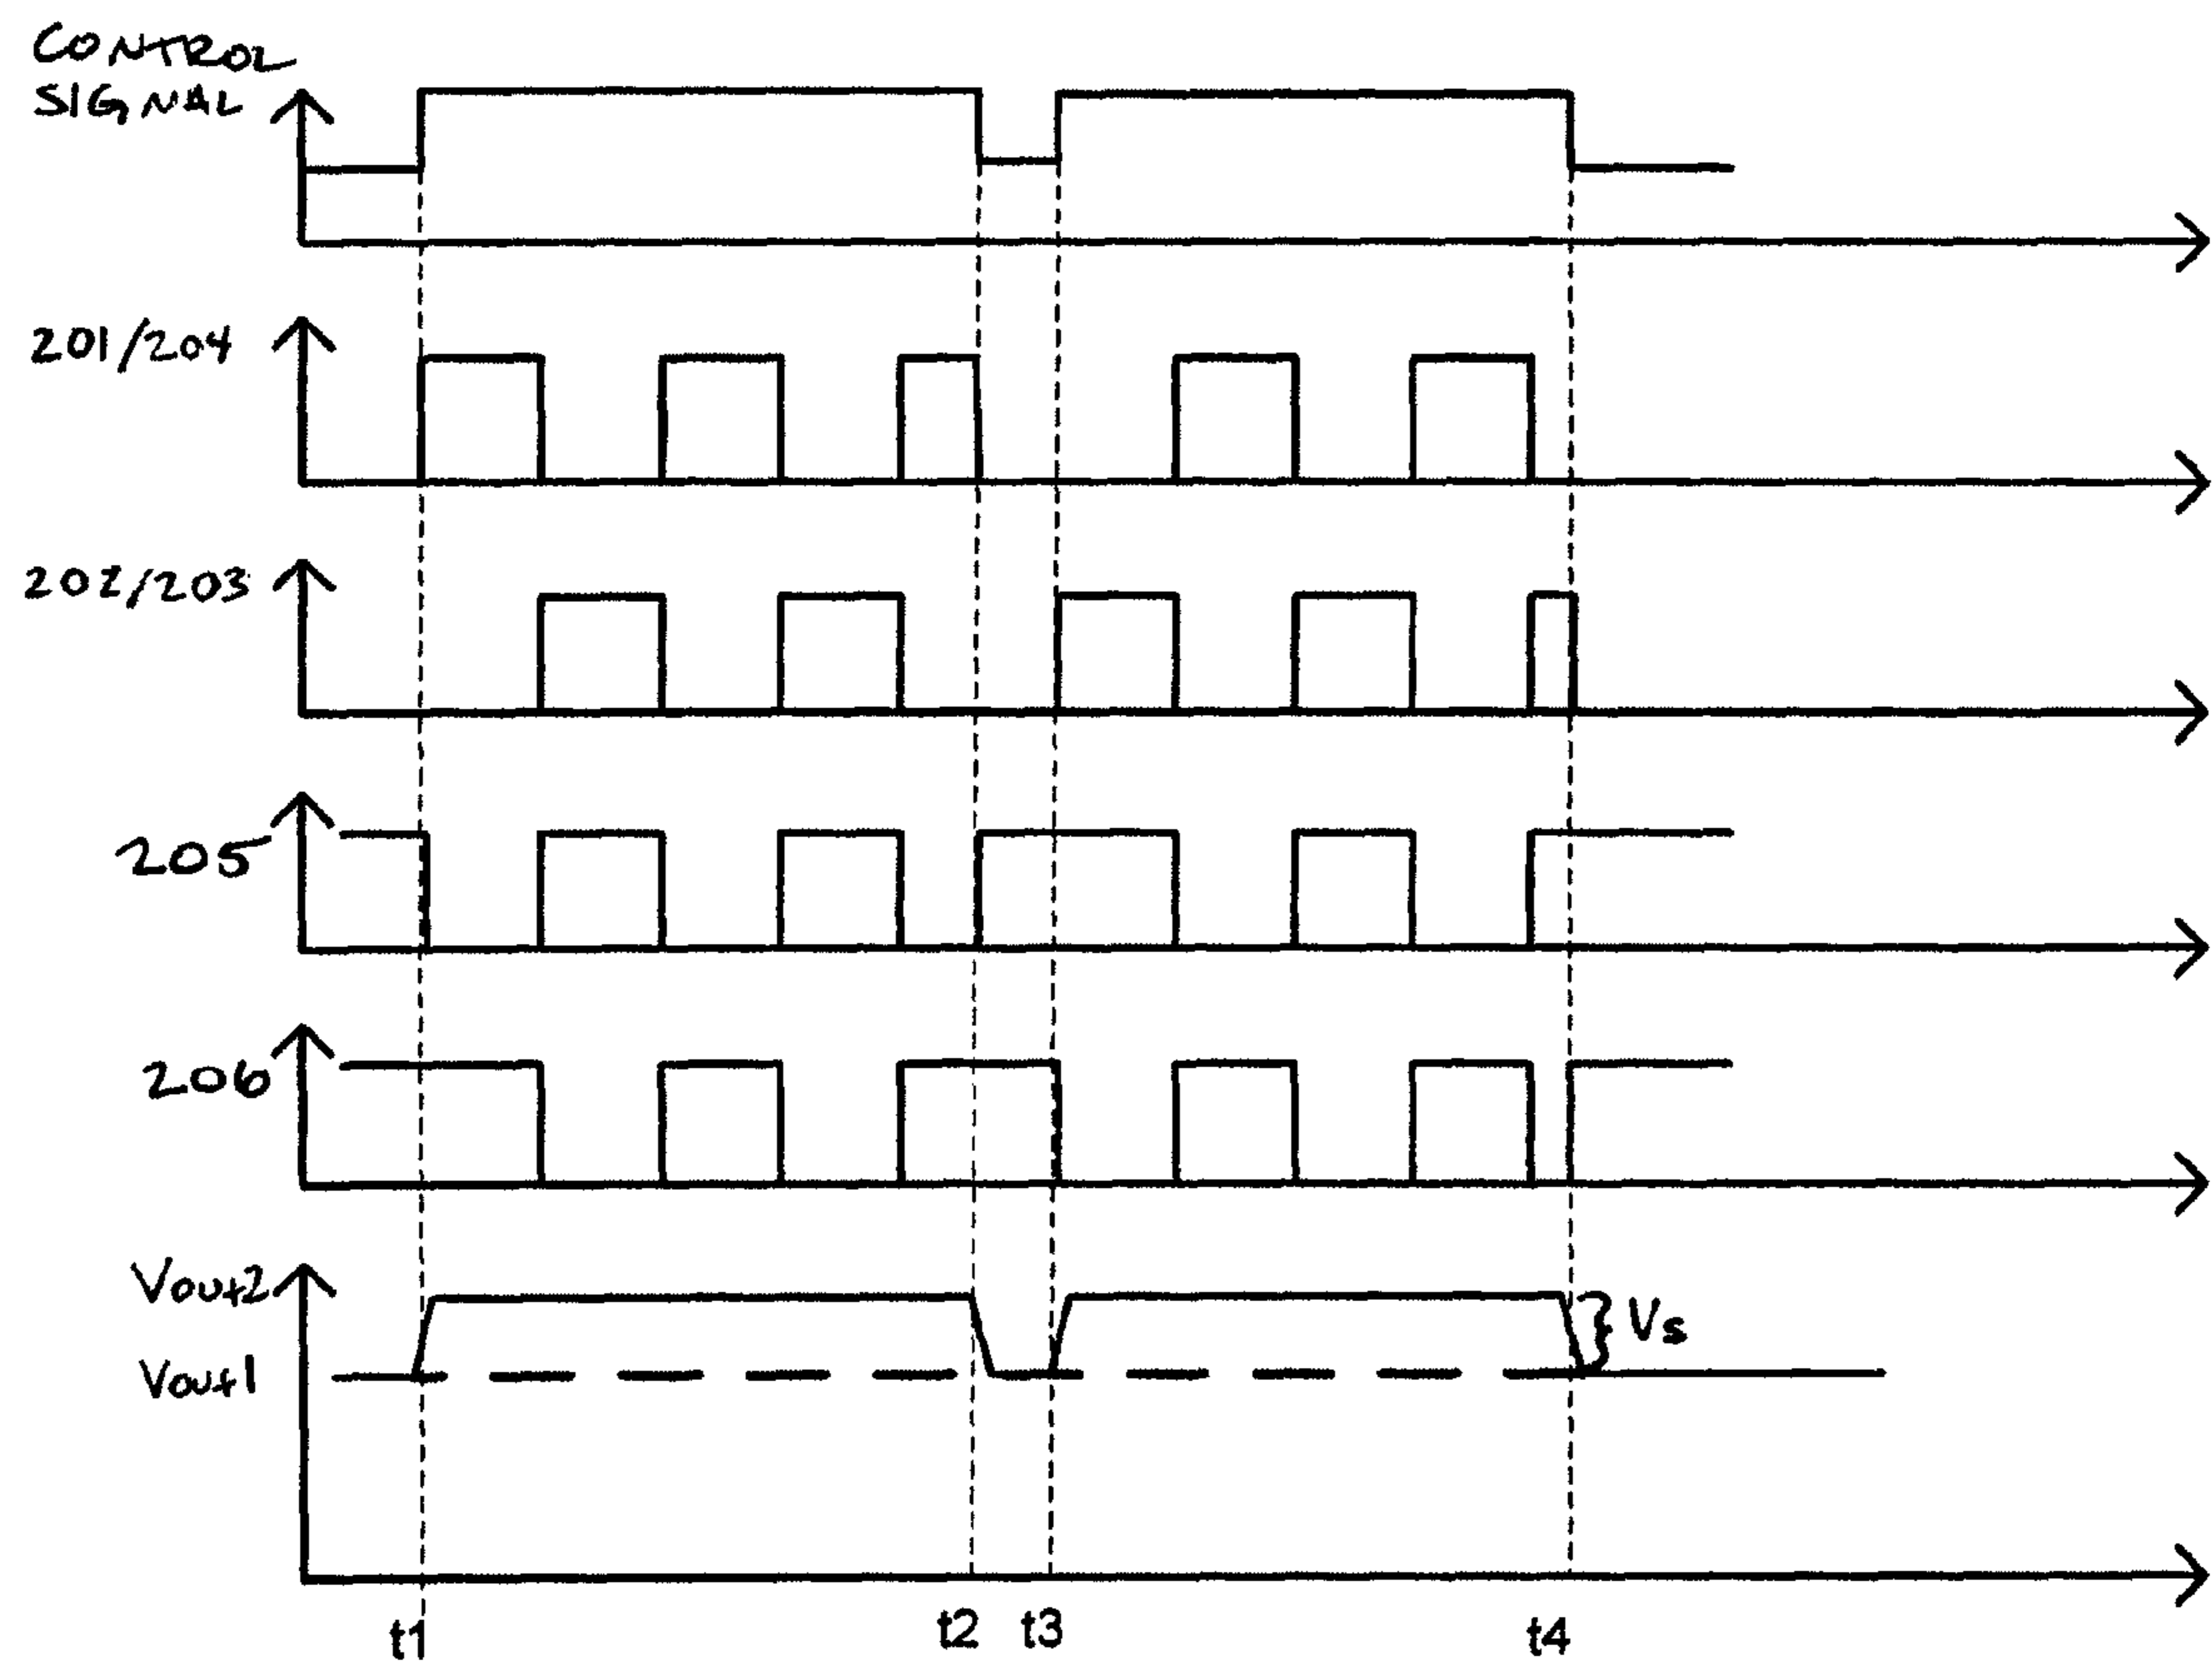 CONTROL
SIGNAL
201/204
202/203
205
206
Vout2
Vs
Vout1
t1 t2 t3 t4